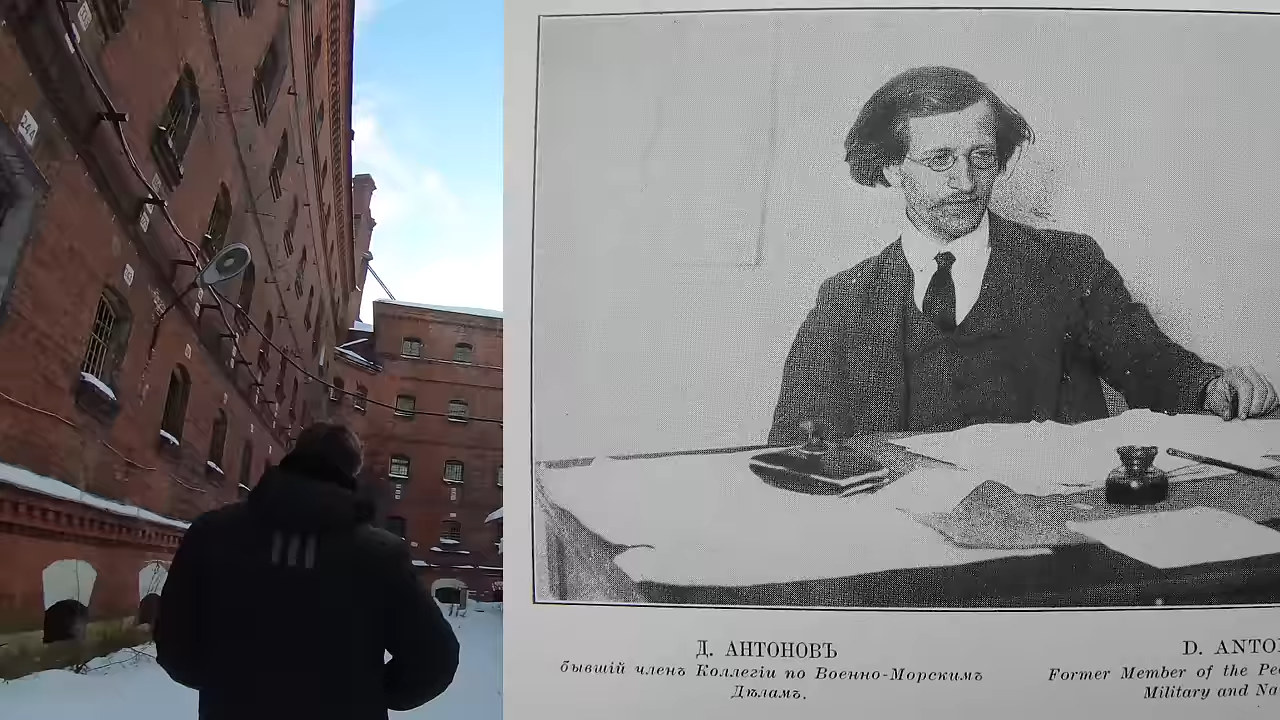 Д. АНТОНОВЪ
бывшій членъ Коллегіи по Военно-Морскимъ
Дѣламъ.
D. ANTO
Former Member of the Pe
Military and Na